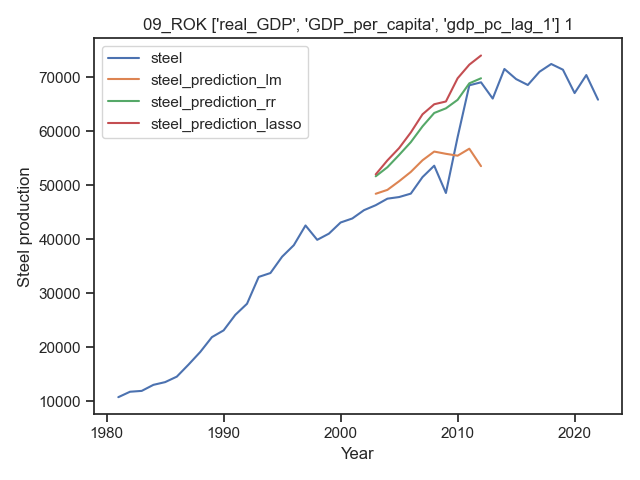 09_ROK ['real_GDP', 'GDP_per_capita', 'gdp_pc_lag_1'] 1
steel
steel_prediction_lm
steel_prediction_rr
steel_prediction_lasso
Steel production
70000
60000
50000
40000
30000
20000
10000
1980
1990
2000
2010
2020
Year